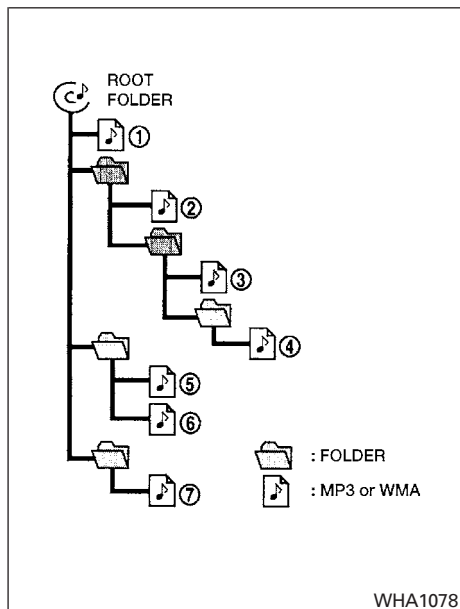 ROOT
FOLDER
①
②
③
④
⑤
⑥
⑦
: FOLDER
: MP3 or WMA
WHA1078